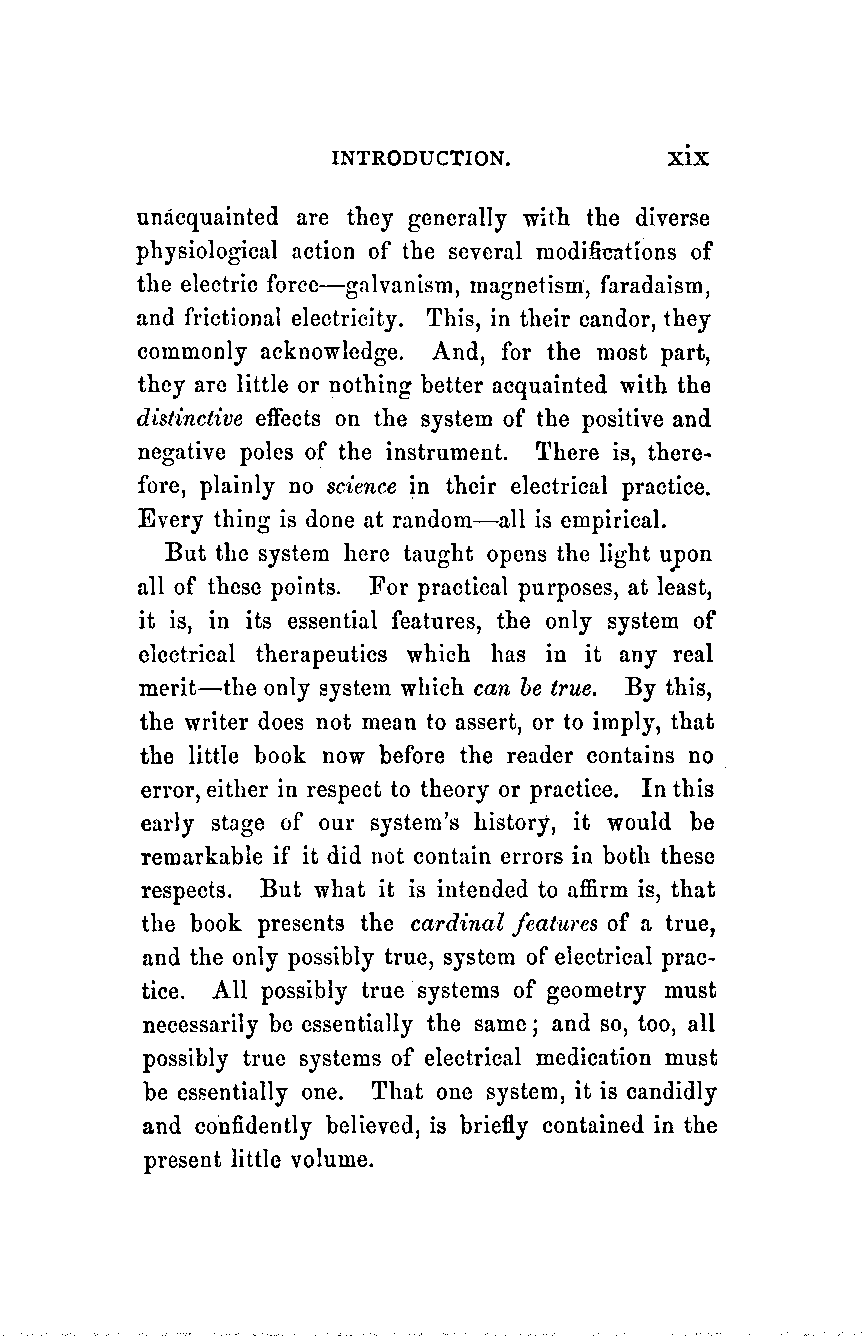 INTRODUCTION. xix
unacquainted are they generally with the diverse
physiological action of the several modifications of
the electric force—galvanism, magnetism, faradaism,
and frictional electricity. This, in their candor, they
commonly acknowledge. And, for the most part,
they are little or nothing better acquainted with the
distinctive effects on the system of the positive and
negative poles of the instrument. There is, there-
fore, plainly no science in their electrical practice.
Every thing is done at random—all is empirical.
But the system here taught opens the light upon
all of these points. For practical purposes, at least,
it is, in its essential features, the only system of
electrical therapeutics which has in it any real
merit—the only system which can be true. By this,
the writer does not mean to assert, or to imply, that
the little book now before the reader contains no
error, either in respect to theory or practice. In this
early stage of our system's history, it would be
remarkable if it did not contain errors in both these
respects. But what it is intended to affirm is, that
the book presents the cardinal features of a true,
and the only possibly true, system of electrical prac-
tice. All possibly true systems of geometry must
necessarily be essentially the same; and so, too, all
possibly true systems of electrical medication must
be essentially one. That one system, it is candidly
and confidently believed, is briefly contained in the
present little volume.